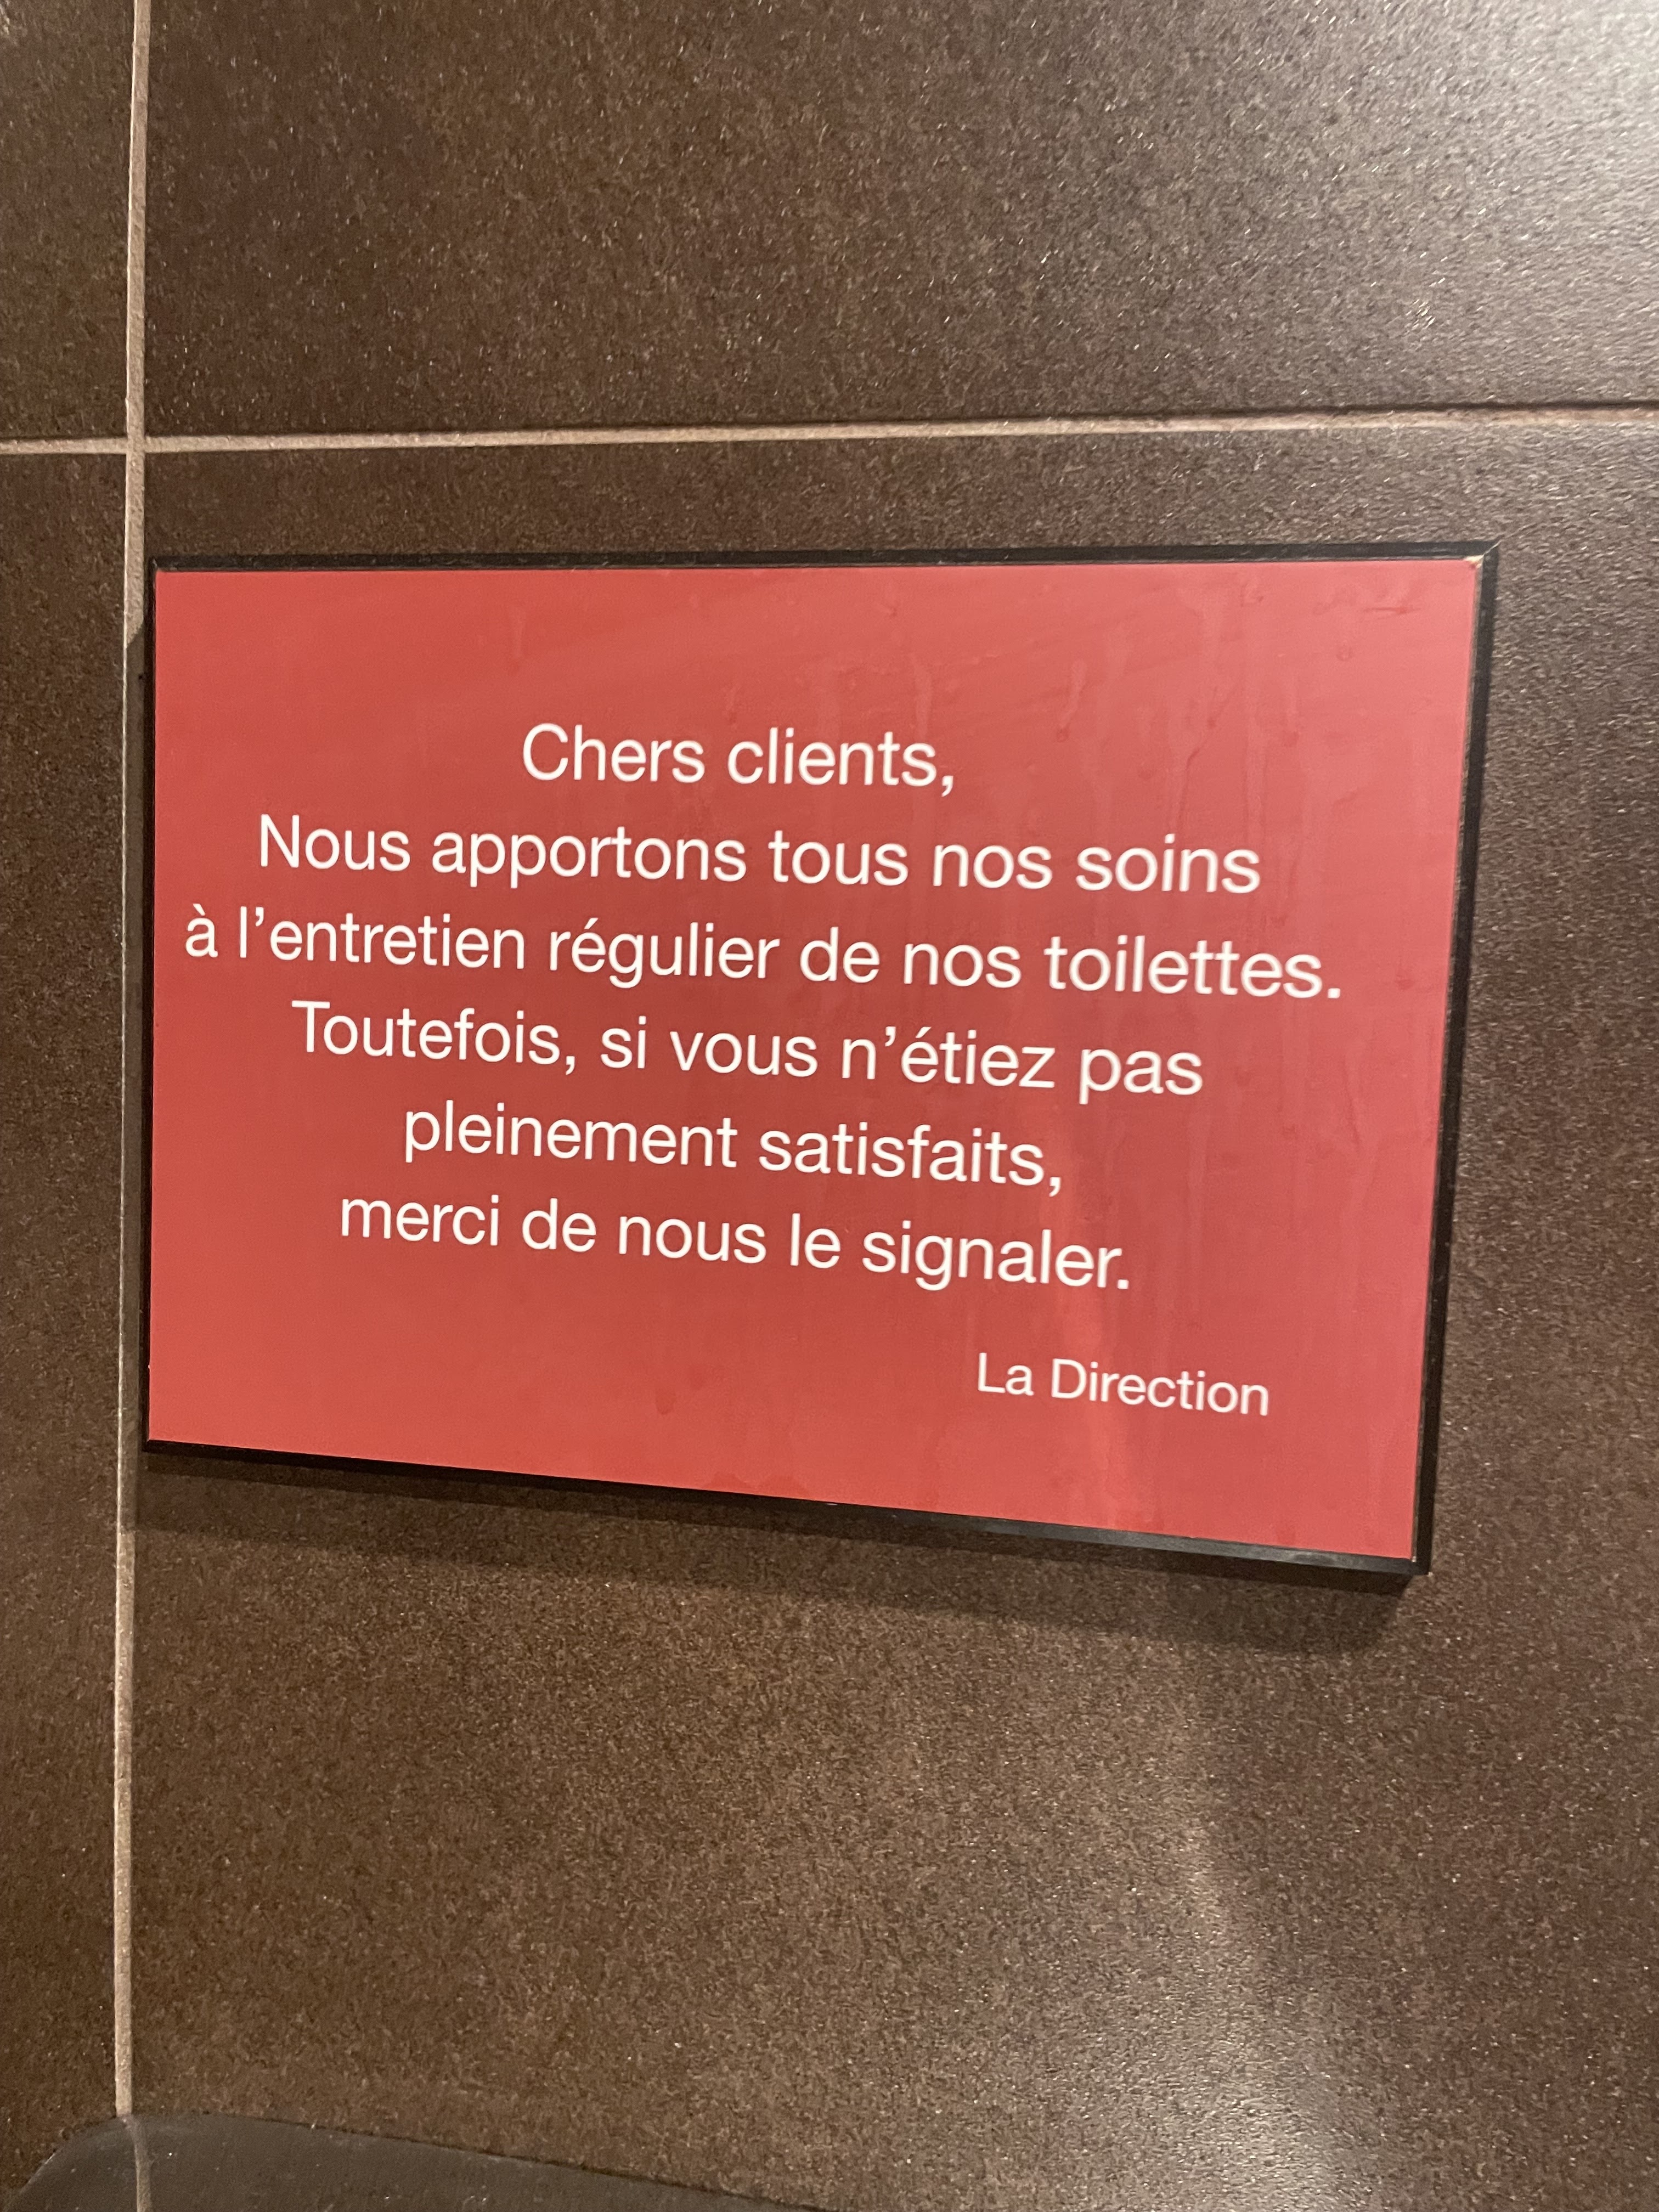 Chers clients,
Nous apportons tous nos soins
à l’entretien régulier de nos toilettes.
Toutefois, si vous n’étiez pas
pleinement satisfaits,
merci de nous le signaler.
La Direction